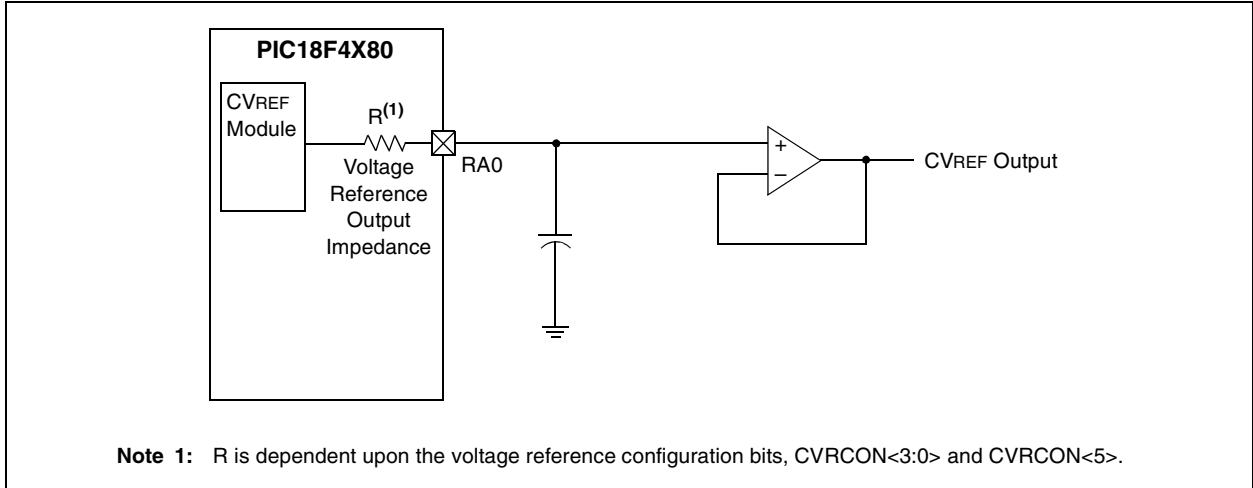 PIC18F4X80
CVREF
Module
R(1)
Voltage
Reference
Output
Impedance
RA0
+
–
CVREF Output
Note 1: R is dependent upon the voltage reference configuration bits, CVRCON<3:0> and CVRCON<5>.